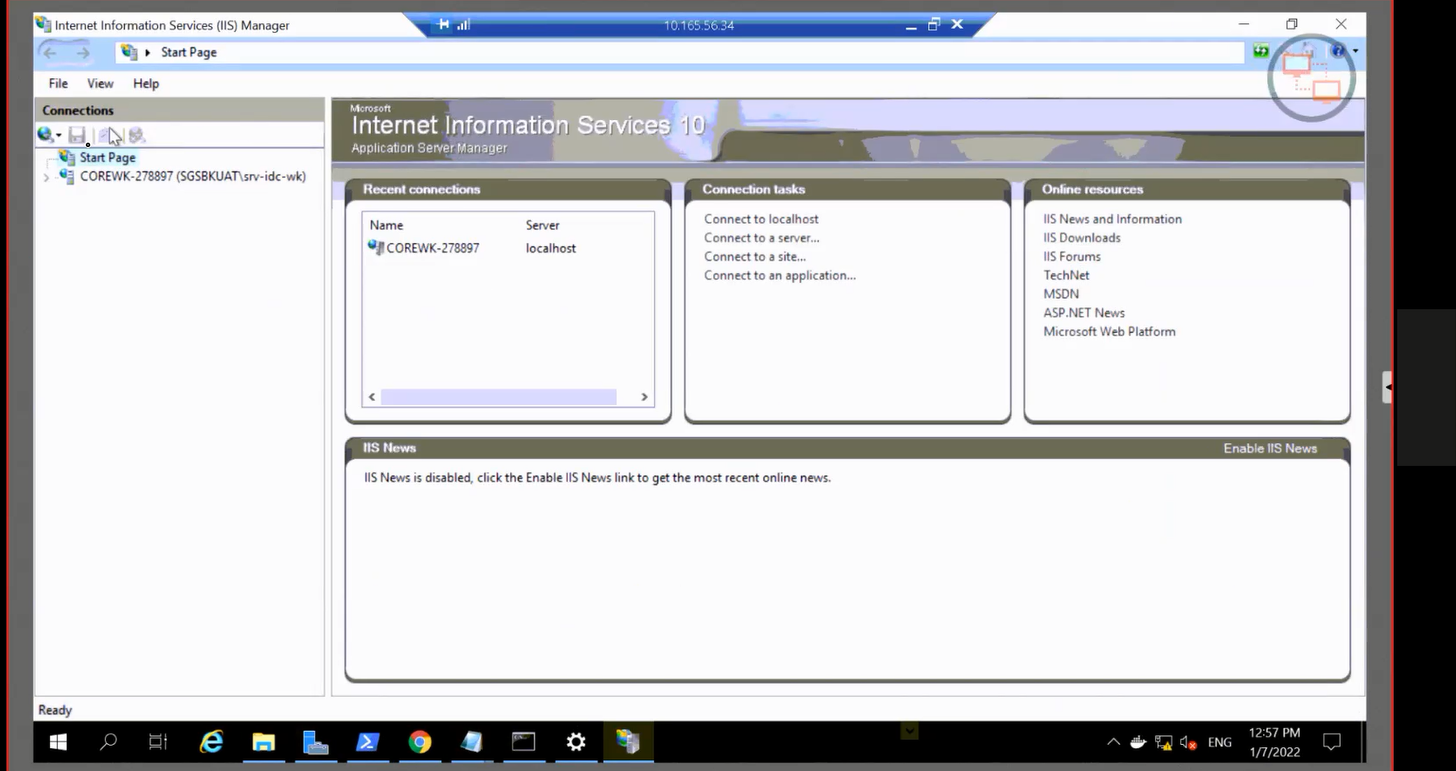 Internet Information Services (IIS) Manager
10.165.56.34
Start Page
File View Help
Connections
Start Page
COREWK-278897 (SGSBKUAT\srv-idc-wk)
Microsoft
Internet Information Services 10
Application Server Manager
Recent connections
Name Server
COREWK-278897 localhost
Connection tasks
Connect to localhost
Connect to a server...
Connect to a site...
Connect to an application...
Online resources
IIS News and Information
IIS Downloads
IIS Forums
TechNet
MSDN
ASP.NET News
Microsoft Web Platform
IIS News
Enable IIS News
IIS News is disabled, click the Enable IIS News link to get the most recent online news.
Ready
ENG
12:57 PM
1/7/2022